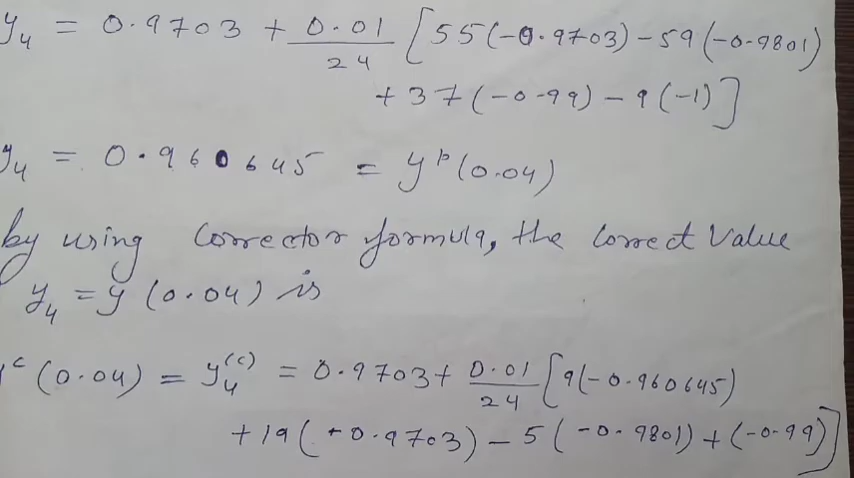 y₄ = 0.9703 + 0.01/24 [55(-0.9703) - 59(-0.9801)
+ 37(-0.99) - 9(-1)]
y₄ = 0.960645 = yᵖ(0.04)
by using Corrector formula, the Correct Value
y₄ = y(0.04) is
yᶜ(0.04) = y₄⁽ᶜ⁾ = 0.9703 + 0.01/24 [9(-0.960645)
+ 19(-0.9703) - 5(-0.9801) + (-0.99)]